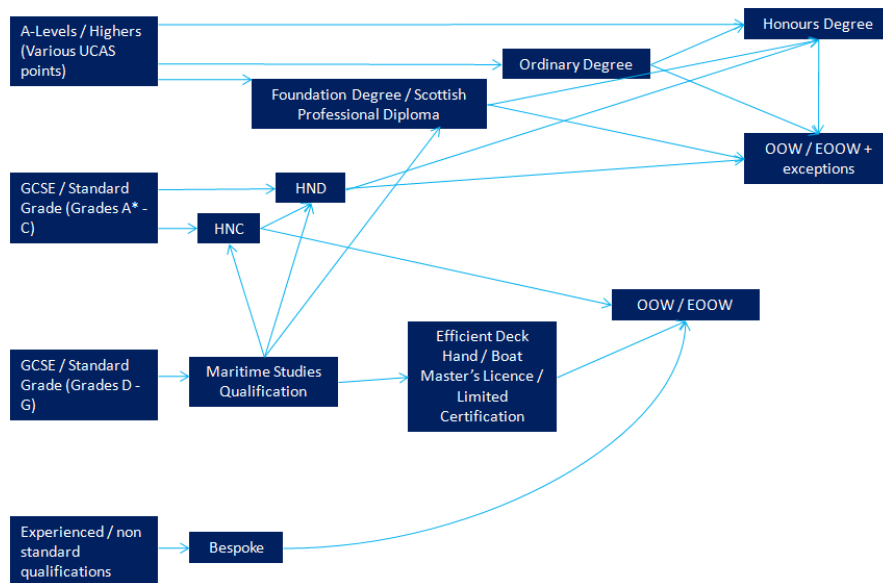 A-Levels / Highers
(Various UCAS
points)
Honours Degree
Ordinary Degree
Foundation Degree / Scottish
Professional Diploma
OOW / EOOW +
exceptions
GCSE / Standard
Grade (Grades A* -
C)
HND
HNC
OOW / EOOW
GCSE / Standard
Grade (Grades D -
G)
Maritime Studies
Qualification
Efficient Deck
Hand / Boat
Master’s Licence /
Limited
Certification
Experienced / non
standard
qualifications
Bespoke